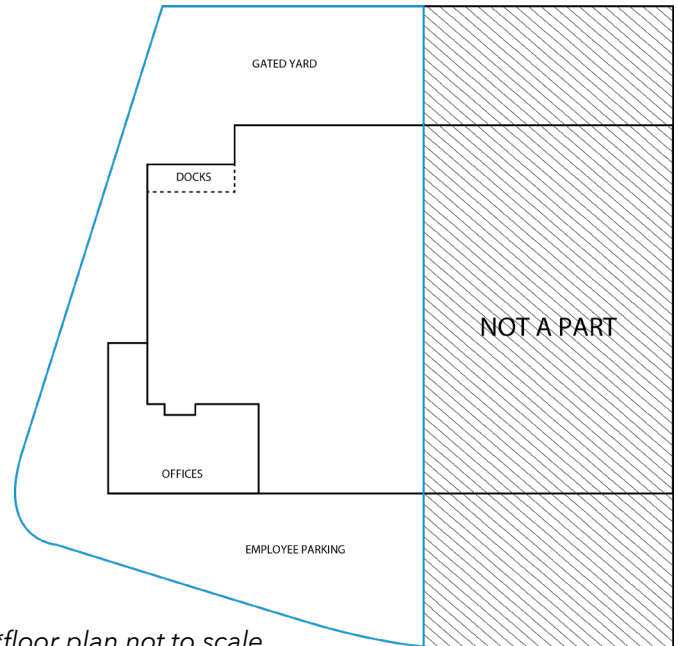 GATED YARD
DOCKS
NOT A PART
OFFICES
EMPLOYEE PARKING
floor plan not to scale